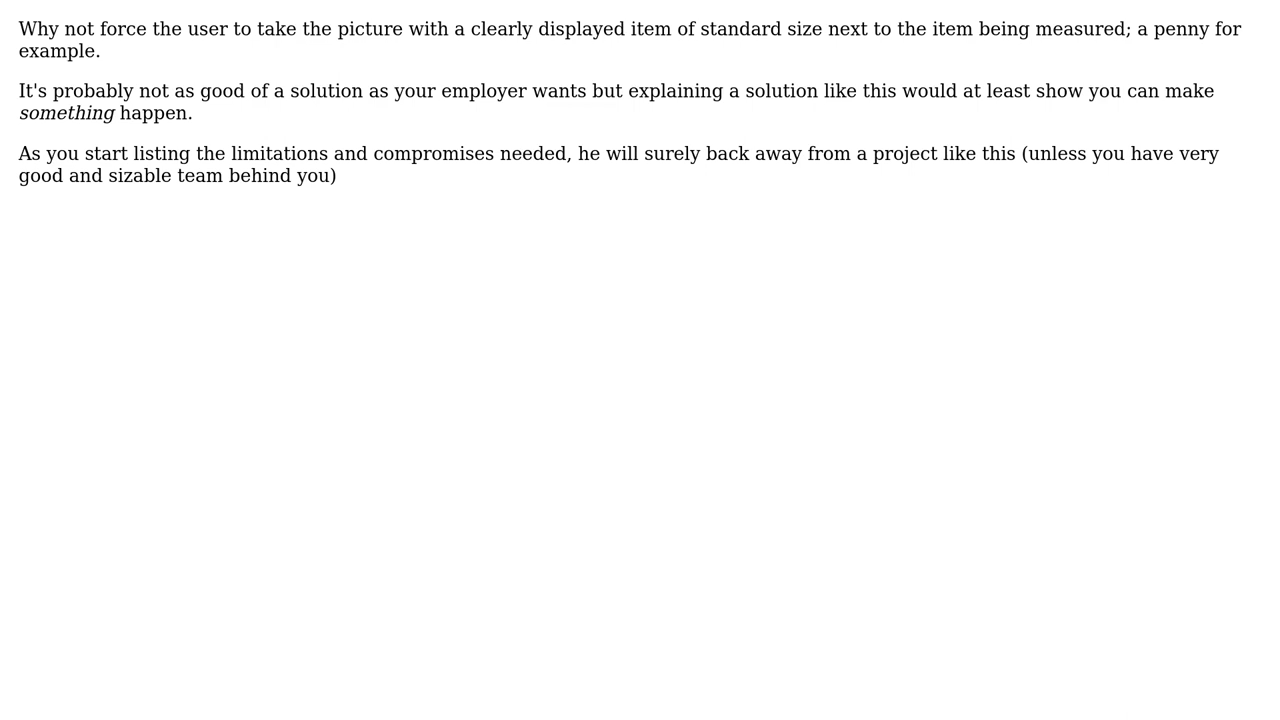 Why not force the user to take the picture with a clearly displayed item of standard size next to the item being measured; a penny for
example.
It's probably not as good of a solution as your employer wants but explaining a solution like this would at least show you can make
something happen.
As you start listing the limitations and compromises needed, he will surely back away from a project like this (unless you have very
good and sizable team behind you)